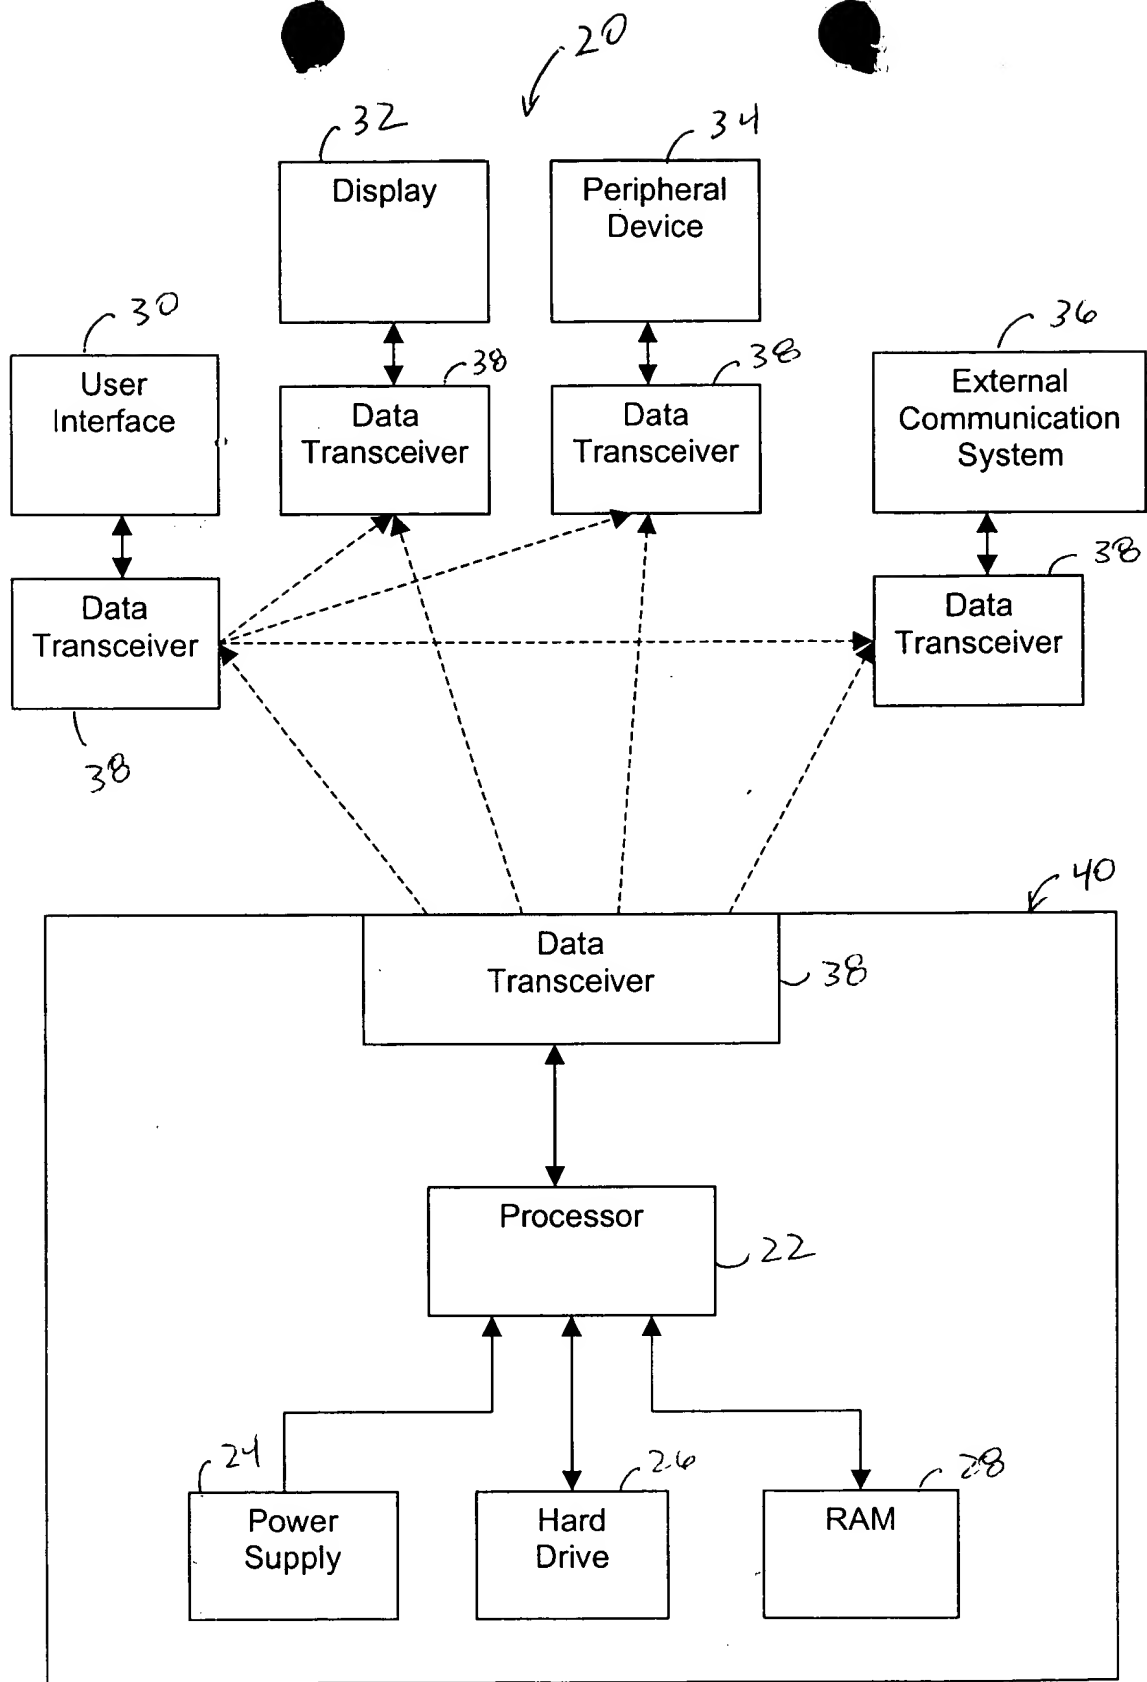 20
32
34
Display
Peripheral
Device
30
36
User
Interface
38
38
External
Communication
System
Data
Transceiver
Data
Transceiver
38
Data
Transceiver
Data
Transceiver
38
40
Data
Transceiver
38
Processor
22
24
26
28
Power
Supply
Hard
Drive
RAM